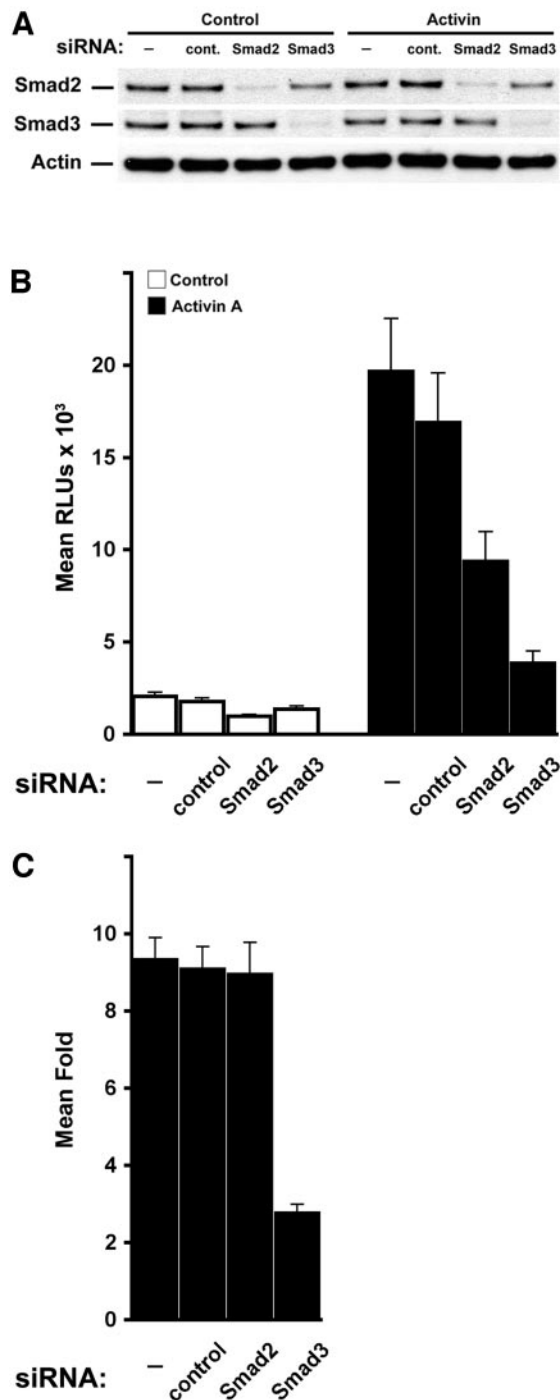 A
Control Activin
siRNA: – cont. Smad2 Smad3 – cont. Smad2 Smad3
Smad2 —
Smad3 —
Actin —
B
Control
Activin A
Mean RLUs x 10³
20
15
10
5
0
siRNA: – control Smad2 Smad3 – control Smad2 Smad3
C
Mean Fold
10
8
6
4
2
0
siRNA: – control Smad2 Smad3